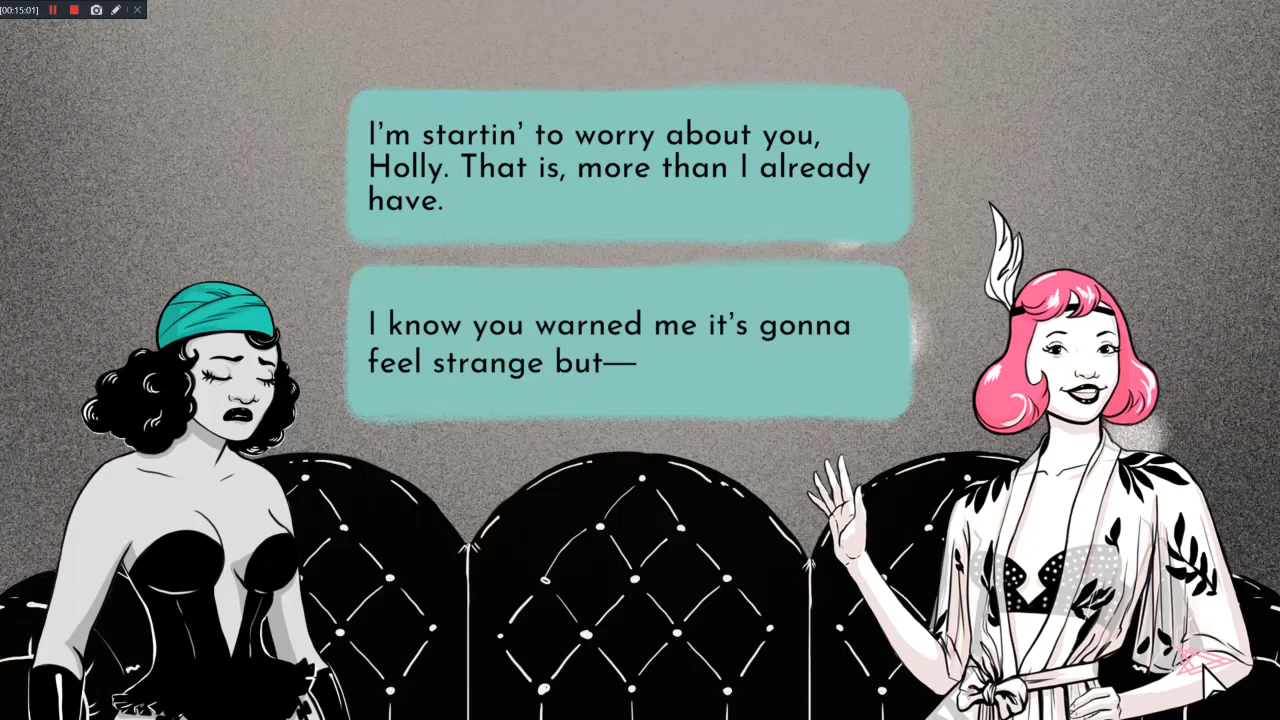 [00:15:01]
I'm startin' to worry about you,
Holly. That is, more than I already
have.
I know you warned me it's gonna
feel strange but—